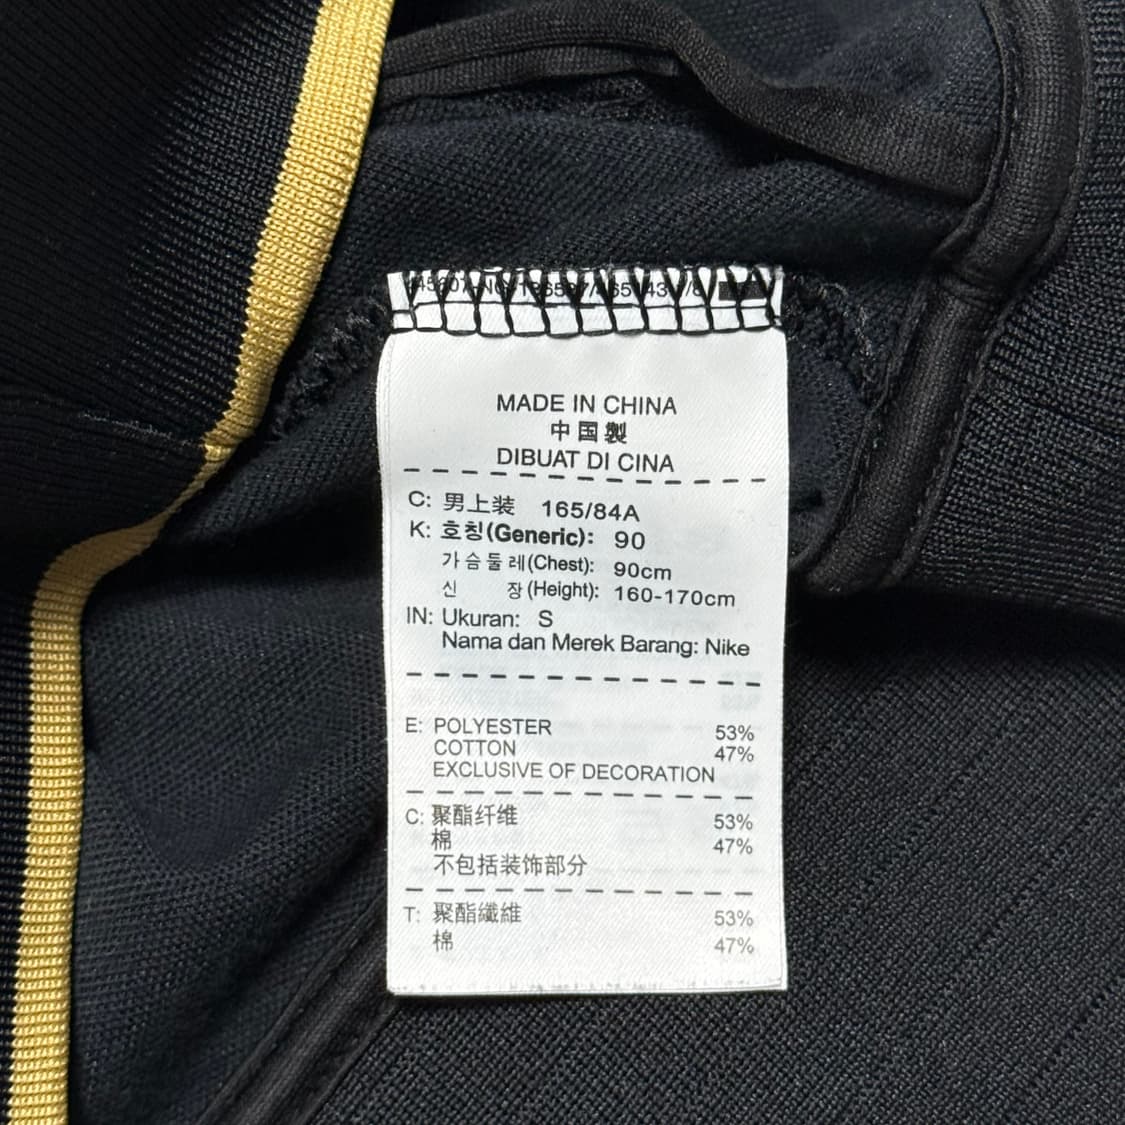 MADE IN CHINA
中国製
DIBUAT DI CINA
C: 男上装 165/84A
K: 호칭(Generic): 90
가슴둘레(Chest): 90cm
신 장(Height): 160-170cm
IN: Ukuran: S
Nama dan Merek Barang: Nike
E: POLYESTER 53%
COTTON 47%
EXCLUSIVE OF DECORATION
C: 聚酯纤维 53%
棉 47%
不包括装饰部分
T: 聚酯纖維 53%
棉 47%